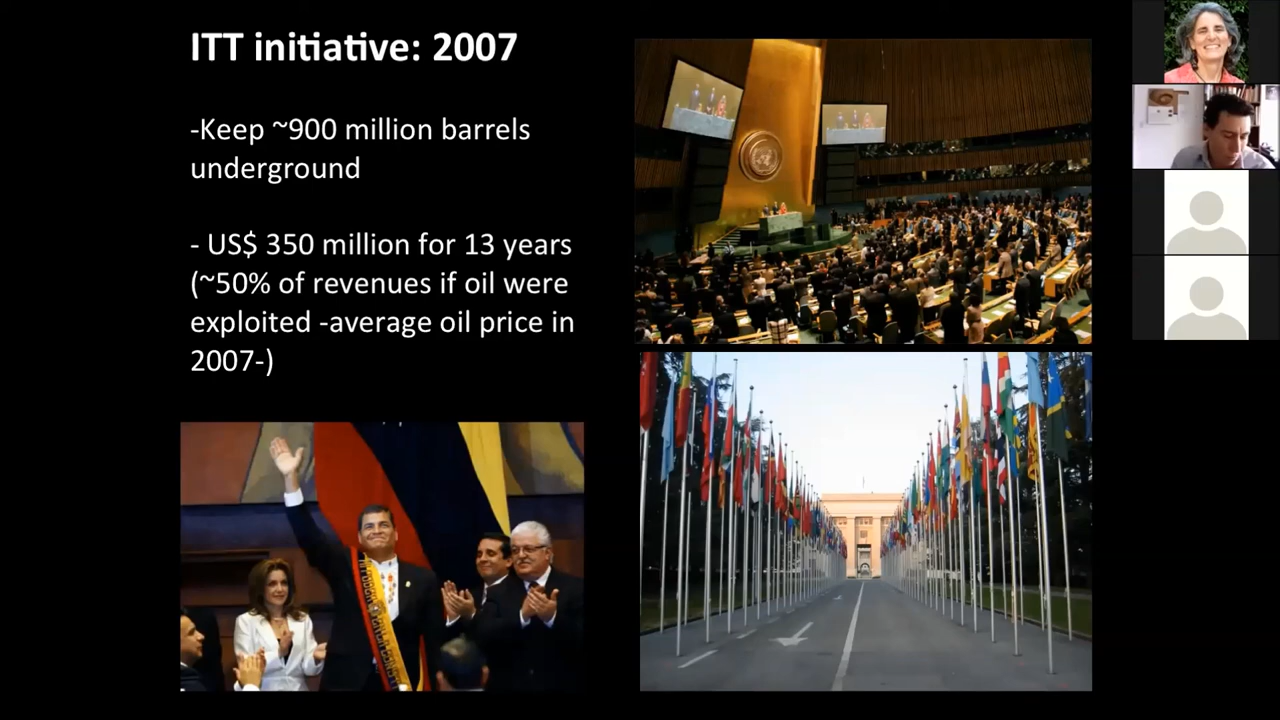 ITT initiative: 2007
-Keep ~900 million barrels
underground
- US$ 350 million for 13 years
(~50% of revenues if oil were
exploited -average oil price in
2007-)